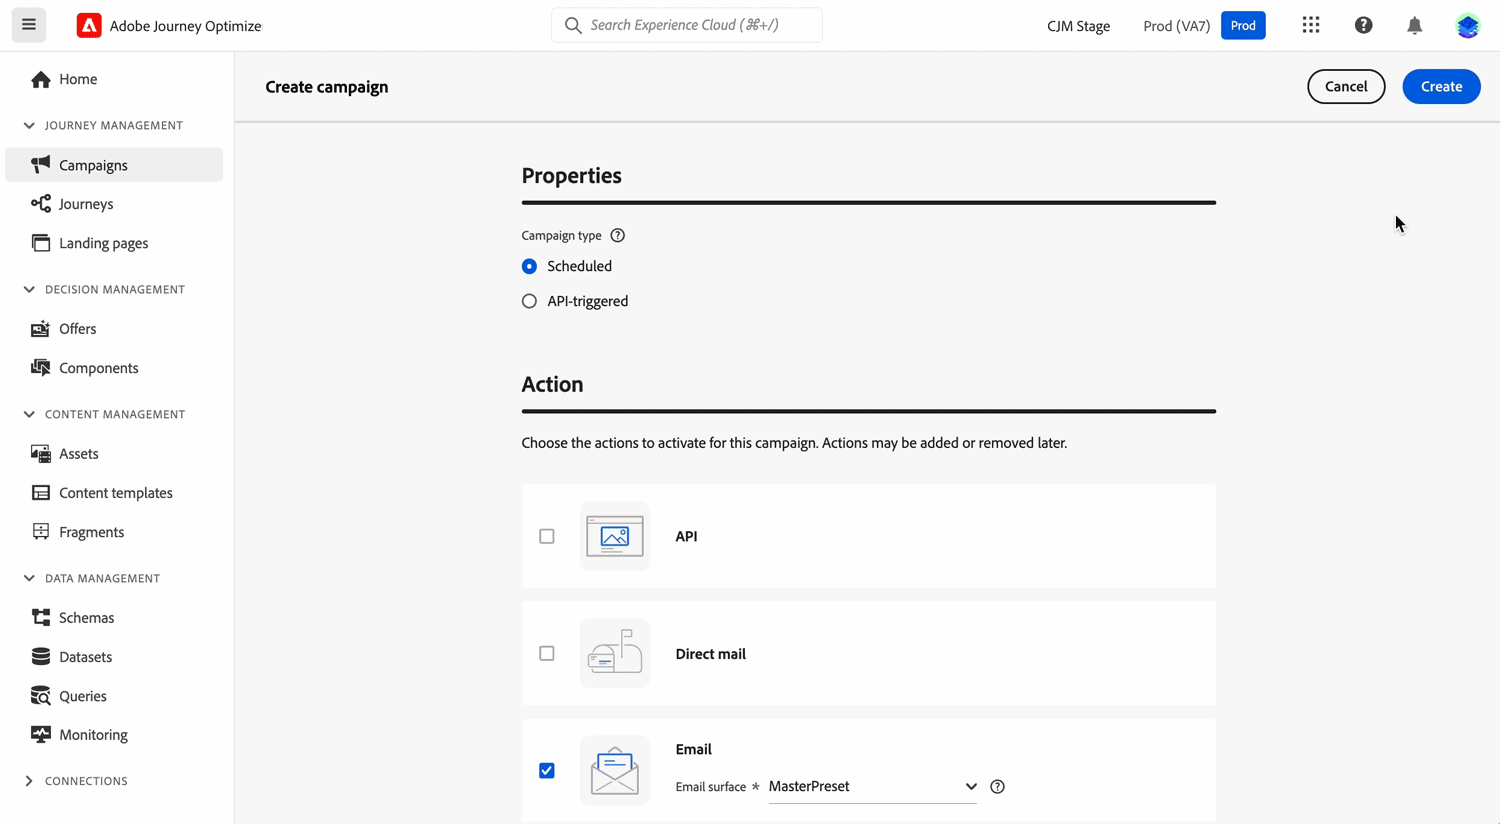 Adobe Journey Optimize
Search Experience Cloud (⌘+/)
CJM Stage
Prod (VA7)
Prod
Home
JOURNEY MANAGEMENT
Campaigns
Journeys
Landing pages
DECISION MANAGEMENT
Offers
Components
CONTENT MANAGEMENT
Assets
Content templates
Fragments
DATA MANAGEMENT
Schemas
Datasets
Queries
Monitoring
CONNECTIONS
Create campaign
Cancel
Create
Properties
Campaign type ?
Scheduled
API-triggered
Action
Choose the actions to activate for this campaign. Actions may be added or removed later.
API
Direct mail
Email
Email surface * MasterPreset